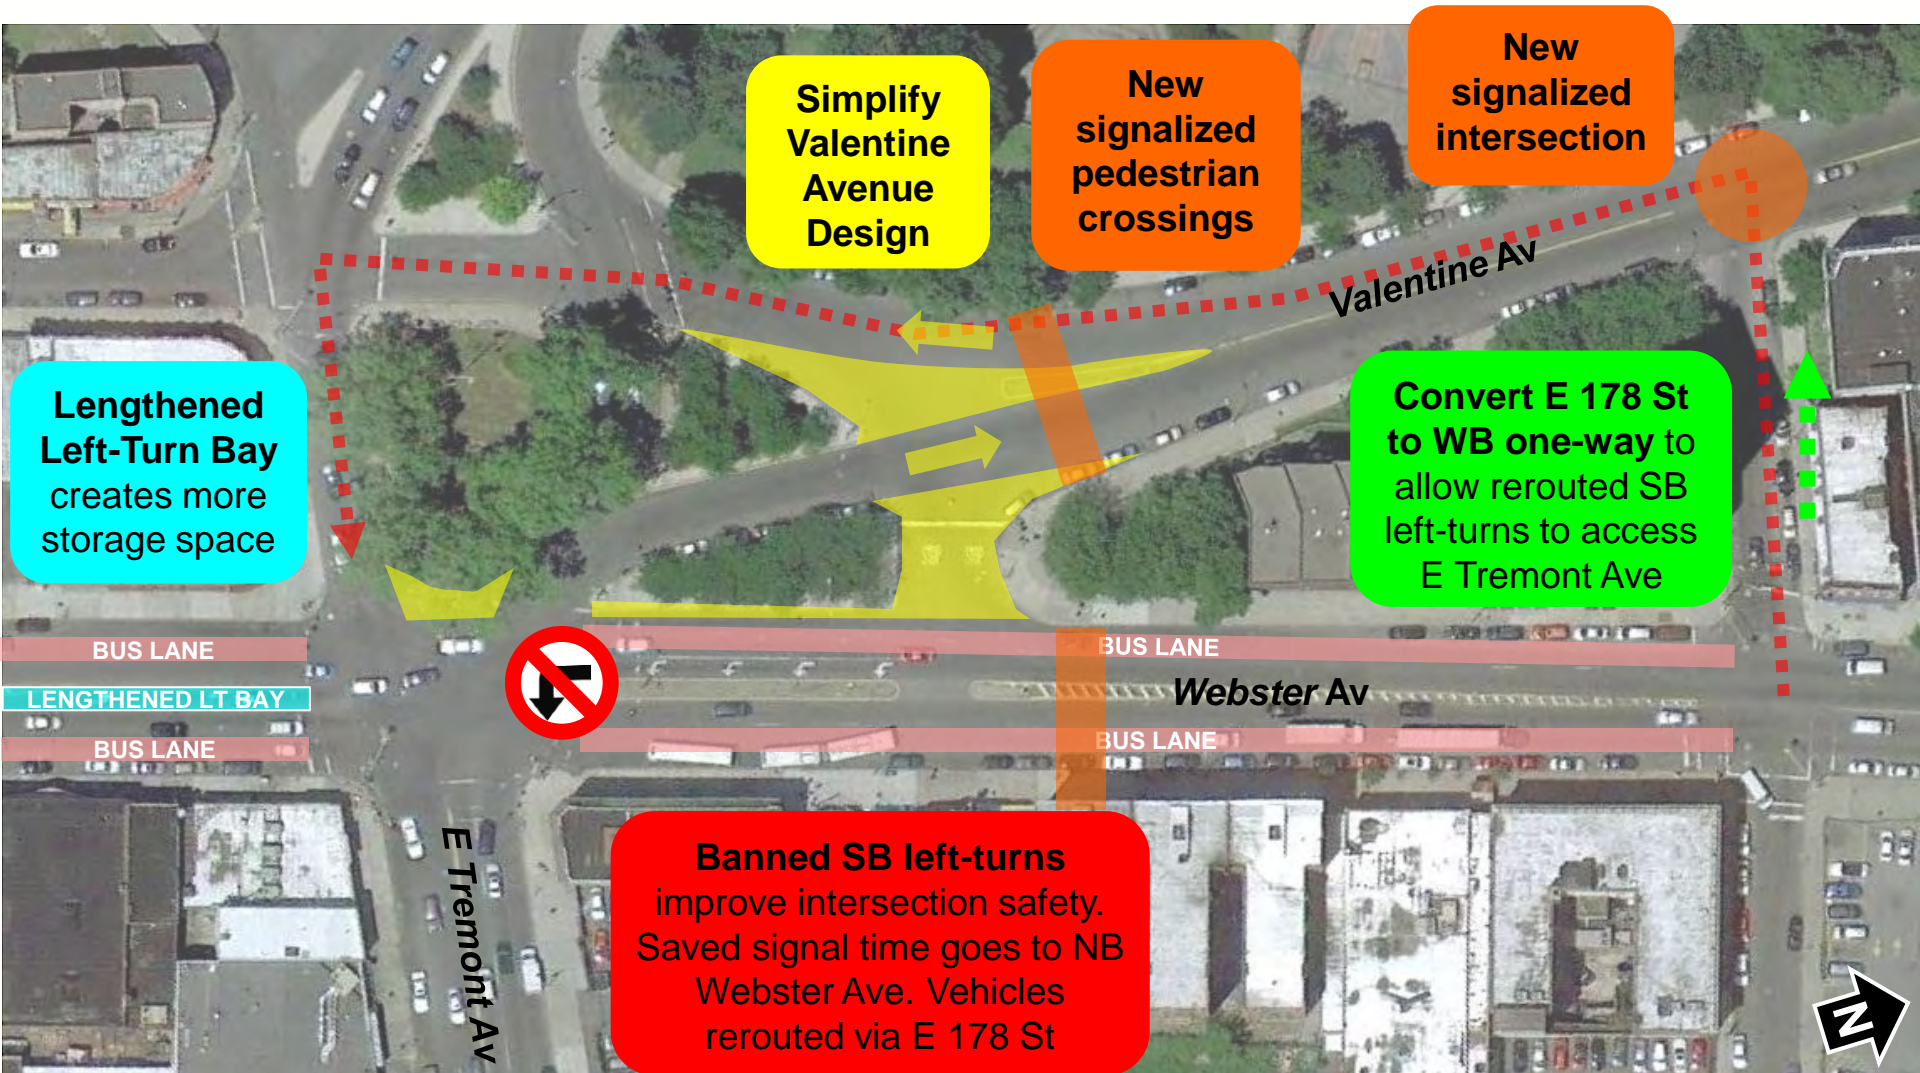 Simplify
Valentine
Avenue
Design
New
signalized
pedestrian
crossings
New
signalized
intersection
Valentine Av
Lengthened
Left-Turn Bay
creates more
storage space
Convert E 178 St
to WB one-way to
allow rerouted SB
left-turns to access
E Tremont Ave
BUS LANE
BUS LANE
LENGTHENED LT BAY
Webster Av
BUS LANE
BUS LANE
E Tremont Av
Banned SB left-turns
improve intersection safety.
Saved signal time goes to NB
Webster Ave. Vehicles
rerouted via E 178 St
N